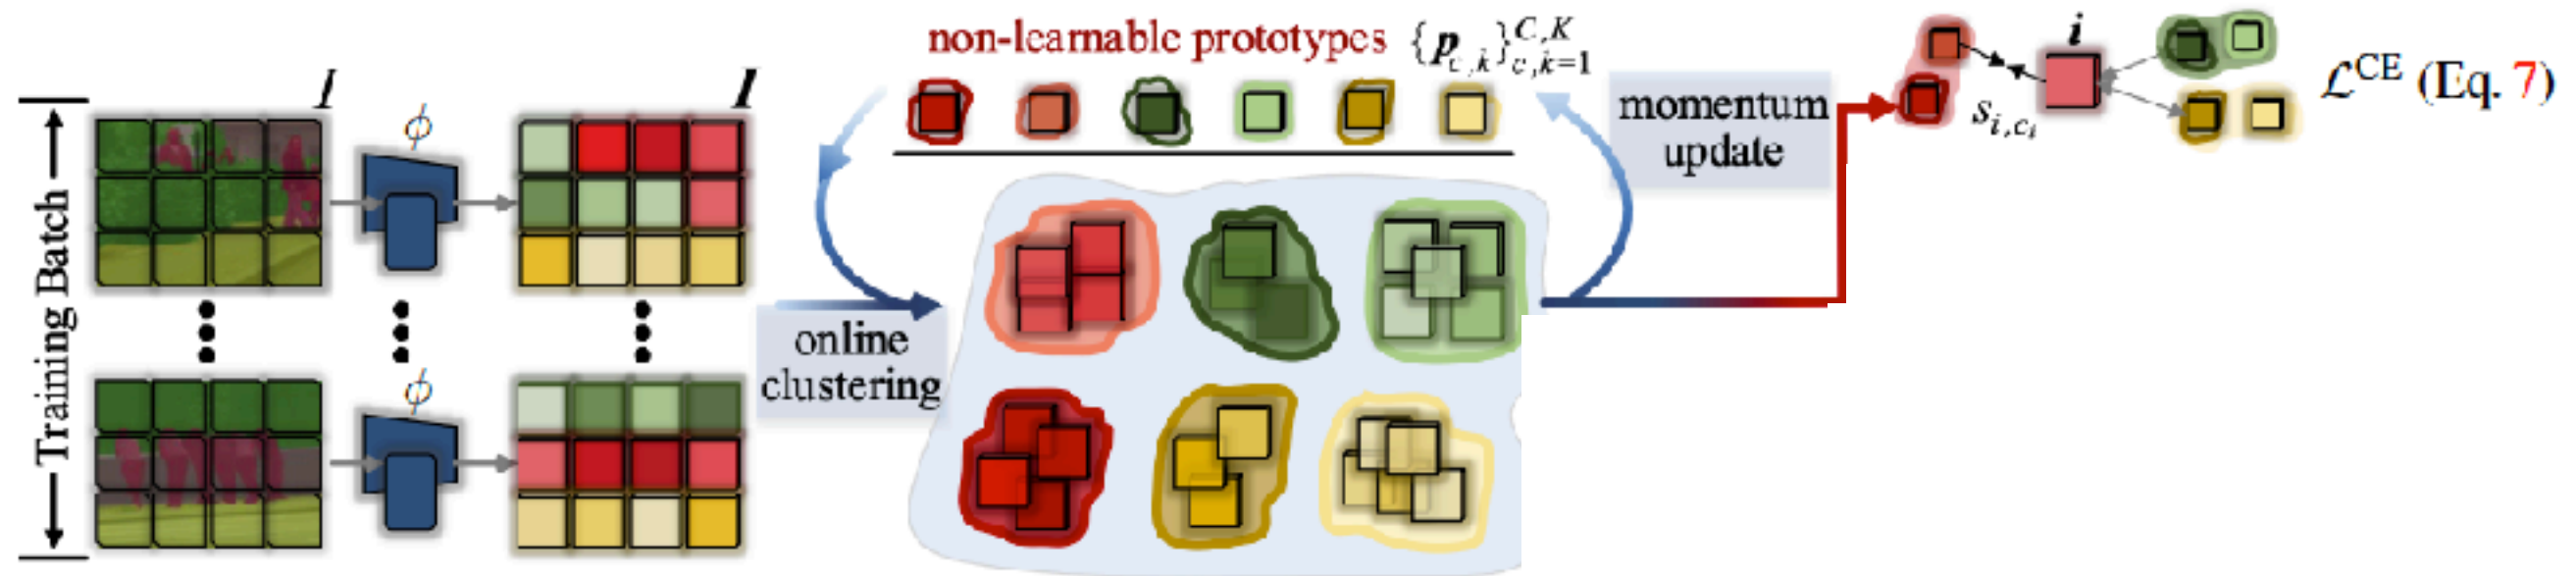 Training Batch
I
ϕ
I
ϕ
online
clustering
non-learnable prototypes {p_{c,k}}_{c,k=1}^{C,K}
momentum
update
i
s_{i,c_i}
ℒ^{CE} (Eq. 7)